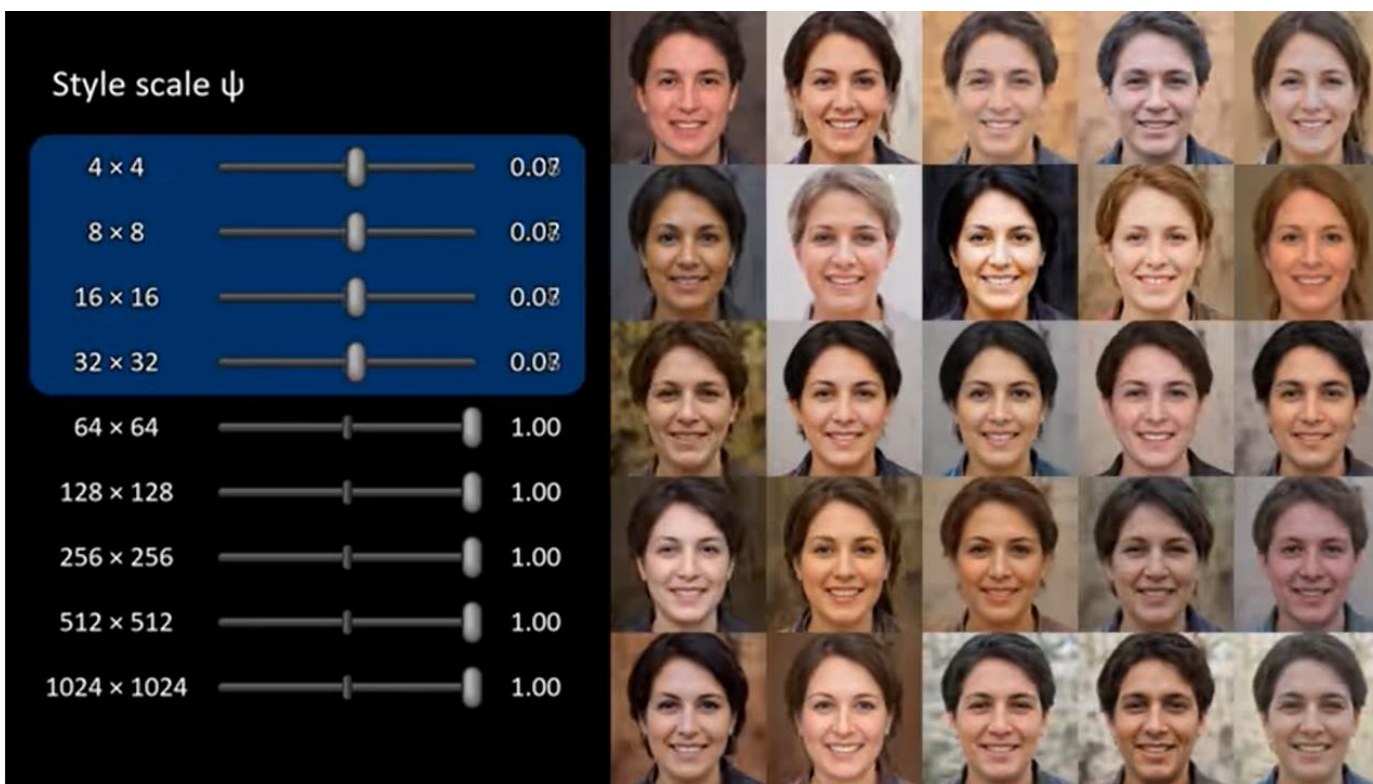 Style scale ψ
4 × 4
8 × 8
16 × 16
32 × 32
64 × 64 1.00
128 × 128 1.00
256 × 256 1.00
512 × 512 1.00
1024 × 1024 1.00